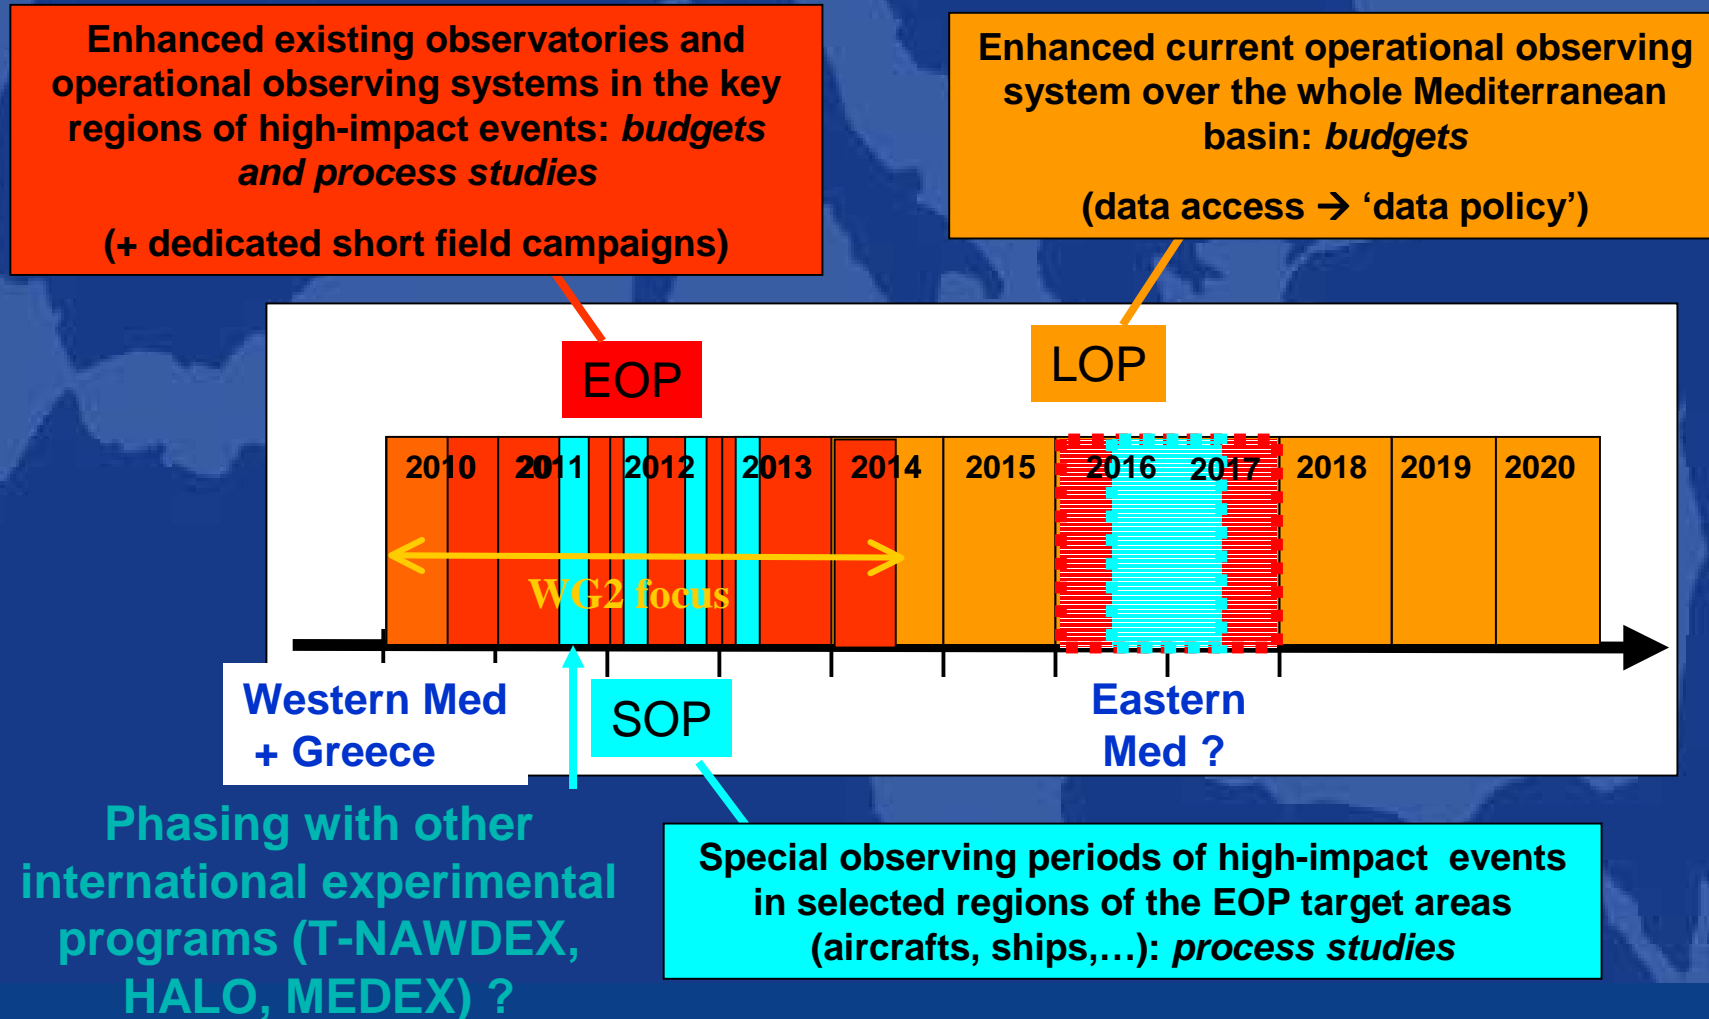 Enhanced existing observatories and
operational observing systems in the key
regions of high-impact events: budgets
and process studies
(+ dedicated short field campaigns)
Enhanced current operational observing
system over the whole Mediterranean
basin: budgets
(data access → ‘data policy’)
EOP
LOP
2010 2011 2012 2013 2014 2015 2016 2017 2018 2019 2020
WG2 focus
Western Med
+ Greece
SOP
Eastern
Med ?
Phasing with other
international experimental
programs (T-NAWDEX,
HALO, MEDEX) ?
Special observing periods of high-impact events
in selected regions of the EOP target areas
(aircrafts, ships,…): process studies